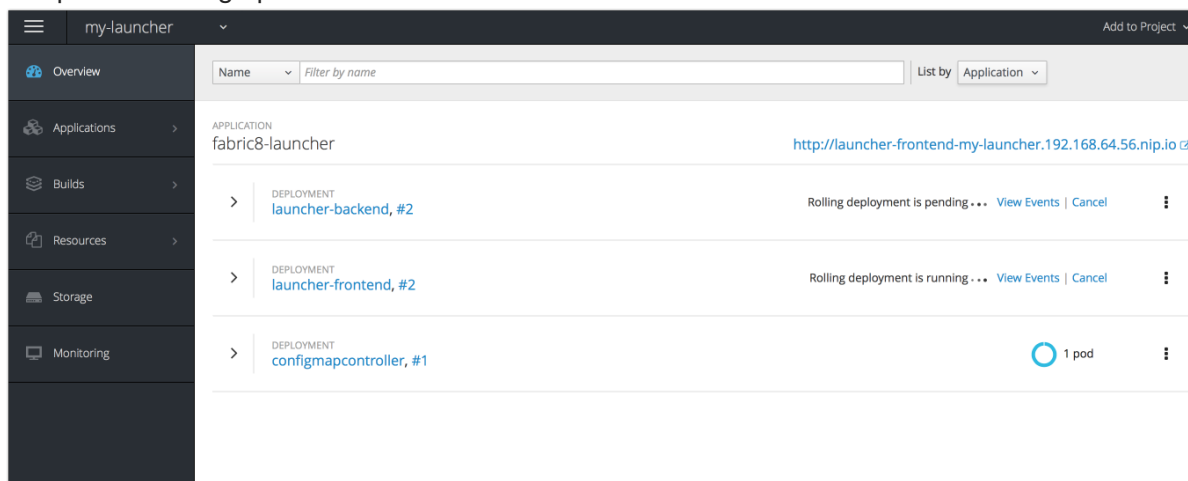 my-launcher
Add to Project
Overview
Name
Filter by name
List by
Application
Applications
APPLICATION
fabric8-launcher
http://launcher-frontend-my-launcher.192.168.64.56.nip.io
Builds
DEPLOYMENT
launcher-backend, #2
Rolling deployment is pending ... View Events | Cancel
Resources
DEPLOYMENT
launcher-frontend, #2
Rolling deployment is running ... View Events | Cancel
Storage
Monitoring
DEPLOYMENT
configmapcontroller, #1
1 pod